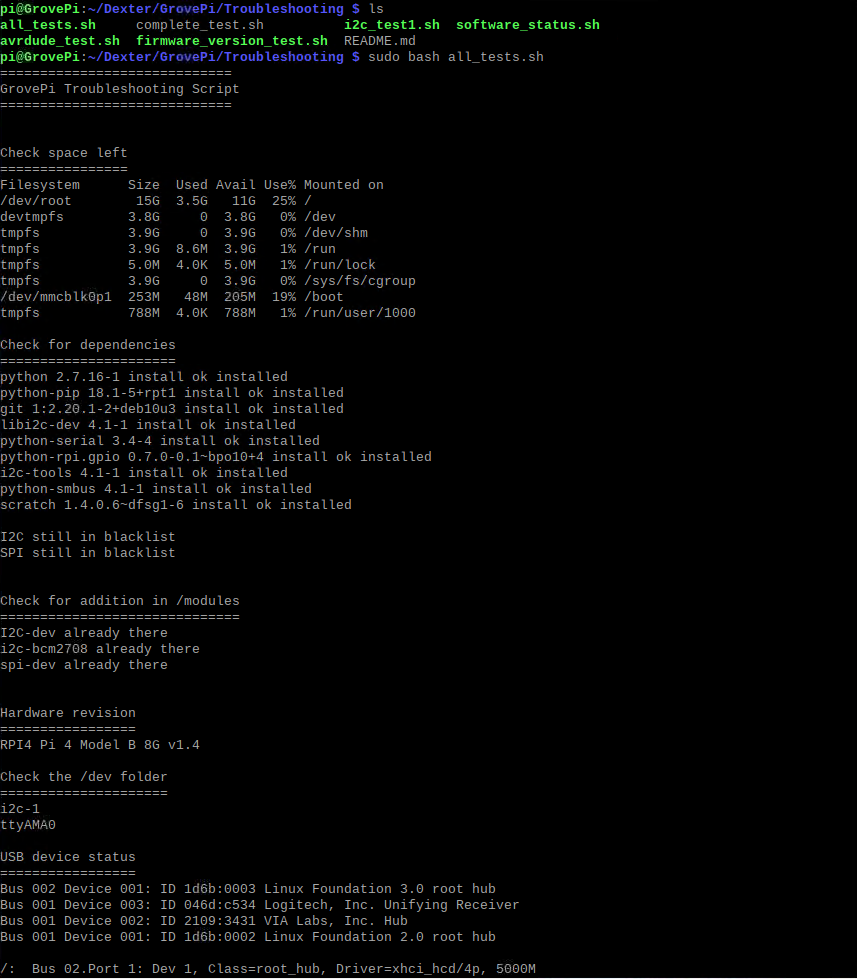 pi@GrovePi:~/Dexter/GrovePi/Troubleshooting $ ls
all_tests.sh     complete_test.sh          i2c_test1.sh  software_status.sh
avrdude_test.sh  firmware_version_test.sh  README.md
pi@GrovePi:~/Dexter/GrovePi/Troubleshooting $ sudo bash all_tests.sh
=============================
GrovePi Troubleshooting Script
=============================
Check space left
================
Filesystem      Size  Used Avail Use% Mounted on
/dev/root        15G  3.5G   11G  25% /
devtmpfs        3.8G     0  3.8G   0% /dev
tmpfs           3.9G     0  3.9G   0% /dev/shm
tmpfs           3.9G  8.6M  3.9G   1% /run
tmpfs           5.0M  4.0K  5.0M   1% /run/lock
tmpfs           3.9G     0  3.9G   0% /sys/fs/cgroup
/dev/mmcblk0p1  253M   48M  205M  19% /boot
tmpfs           788M  4.0K  788M   1% /run/user/1000
Check for dependencies
======================
python 2.7.16-1 install ok installed
python-pip 18.1-5+rpt1 install ok installed
git 1:2.20.1-2+deb10u3 install ok installed
libi2c-dev 4.1-1 install ok installed
python-serial 3.4-4 install ok installed
python-rpi.gpio 0.7.0-0.1~bpo10+4 install ok installed
i2c-tools 4.1-1 install ok installed
python-smbus 4.1-1 install ok installed
scratch 1.4.0.6~dfsg1-6 install ok installed
I2C still in blacklist
SPI still in blacklist
Check for addition in /modules
==============================
I2C-dev already there
i2c-bcm2708 already there
spi-dev already there
Hardware revision
=================
RPI4 Pi 4 Model B 8G v1.4
Check the /dev folder
=====================
i2c-1
ttyAMA0
USB device status
=================
Bus 002 Device 001: ID 1d6b:0003 Linux Foundation 3.0 root hub
Bus 001 Device 003: ID 046d:c534 Logitech, Inc. Unifying Receiver
Bus 001 Device 002: ID 2109:3431 VIA Labs, Inc. Hub
Bus 001 Device 001: ID 1d6b:0002 Linux Foundation 2.0 root hub
/:  Bus 02.Port 1: Dev 1, Class=root_hub, Driver=xhci_hcd/4p, 5000M